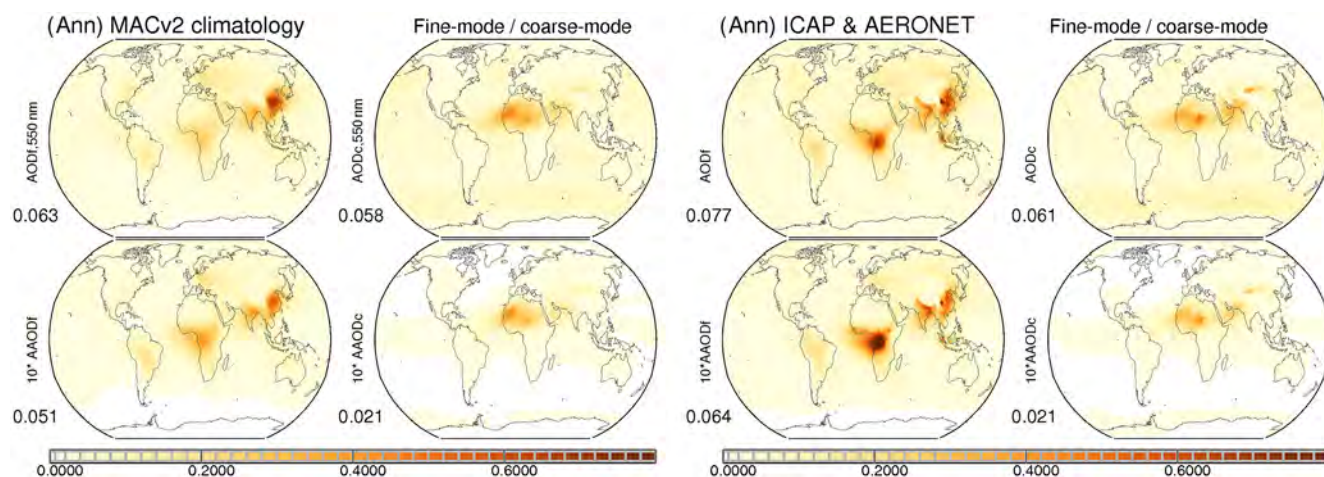 (Ann) MACv2 climatology
Fine-mode / coarse-mode
(Ann) ICAP & AERONET
Fine-mode / coarse-mode
AODf,550 nm
0.063
AODc,550 nm
0.058
AODf
0.077
AODc
0.061
10* AAODf
0.051
10* AAODc
0.021
10*AAODf
0.064
10*AAODc
0.021
0.0000 0.2000 0.4000 0.6000
0.0000 0.2000 0.4000 0.6000